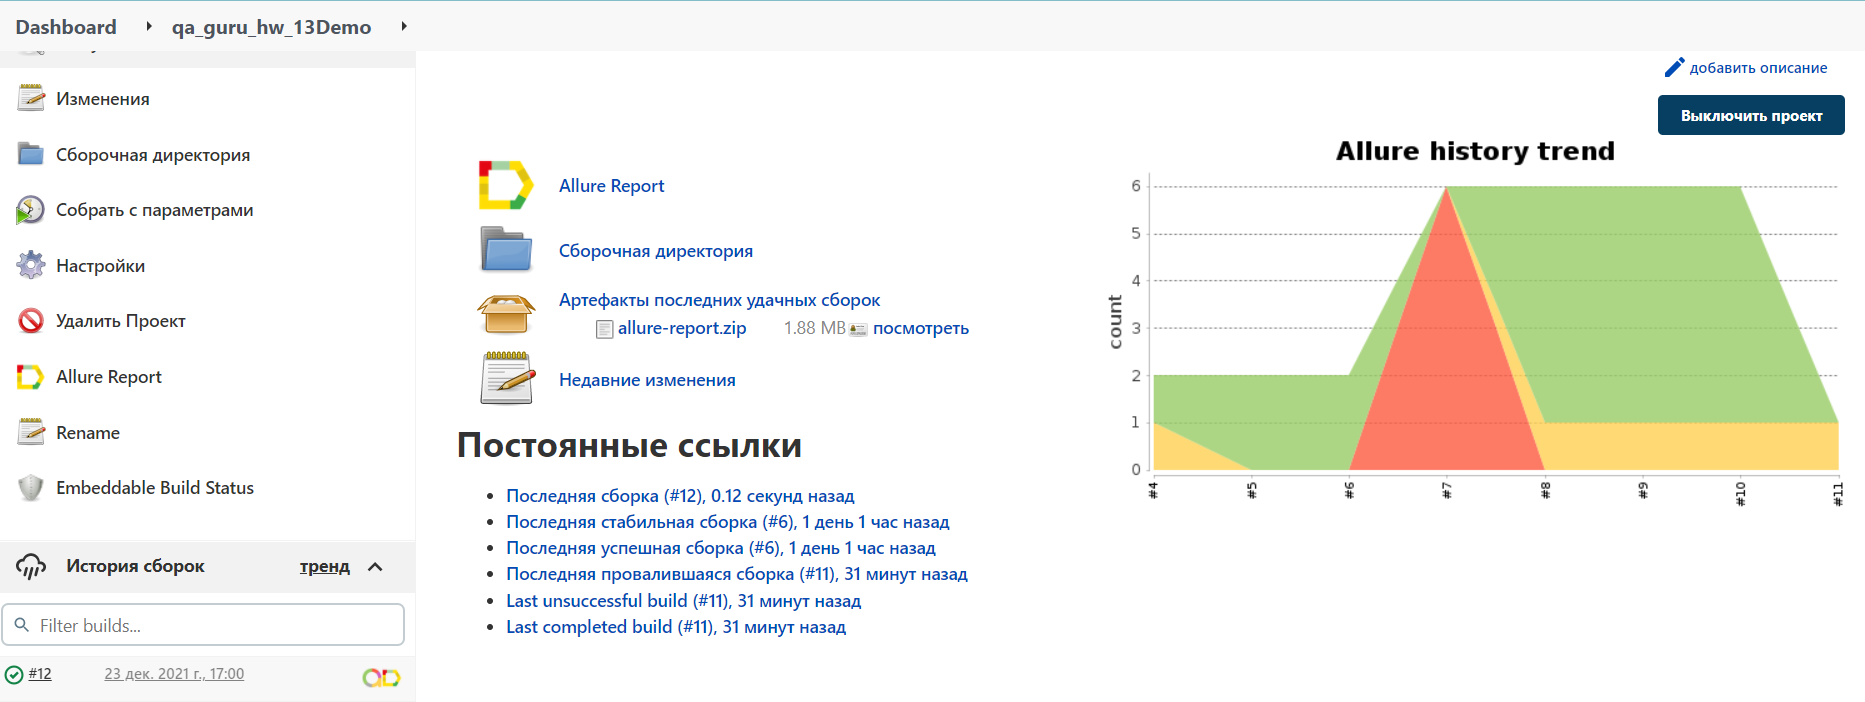 Dashboard
qa_guru_hw_13Demo
Изменения
Сборочная директория
Собрать с параметрами
Настройки
Удалить Проект
Allure Report
Rename
Embeddable Build Status
История сборок
тренд
Filter builds...
#12
23 дек. 2021 г., 17:00
добавить описание
Выключить проект
Allure Report
Сборочная директория
Артефакты последних удачных сборок
allure-report.zip 1.88 MB посмотреть
Недавние изменения
Постоянные ссылки
Последняя сборка (#12), 0.12 секунд назад
Последняя стабильная сборка (#6), 1 день 1 час назад
Последняя успешная сборка (#6), 1 день 1 час назад
Последняя провалившаяся сборка (#11), 31 минут назад
Last unsuccessful build (#11), 31 минут назад
Last completed build (#11), 31 минут назад
Allure history trend
count
6
5
4
3
2
1
0
#4
#5
#6
#7
#8
#9
#10
#11